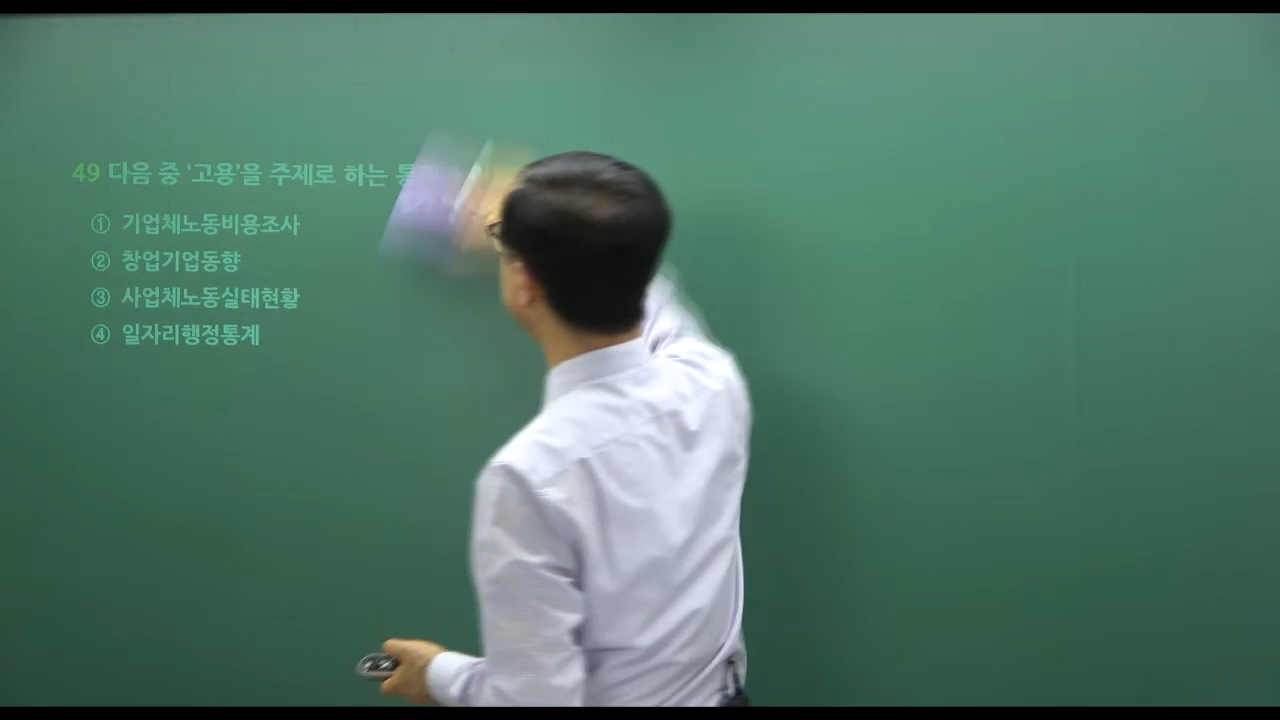 49 다음 중 ‘고용’을 주제로 하는
① 기업체노동비용조사
② 창업기업동향
③ 사업체노동실태현황
④ 일자리행정통계